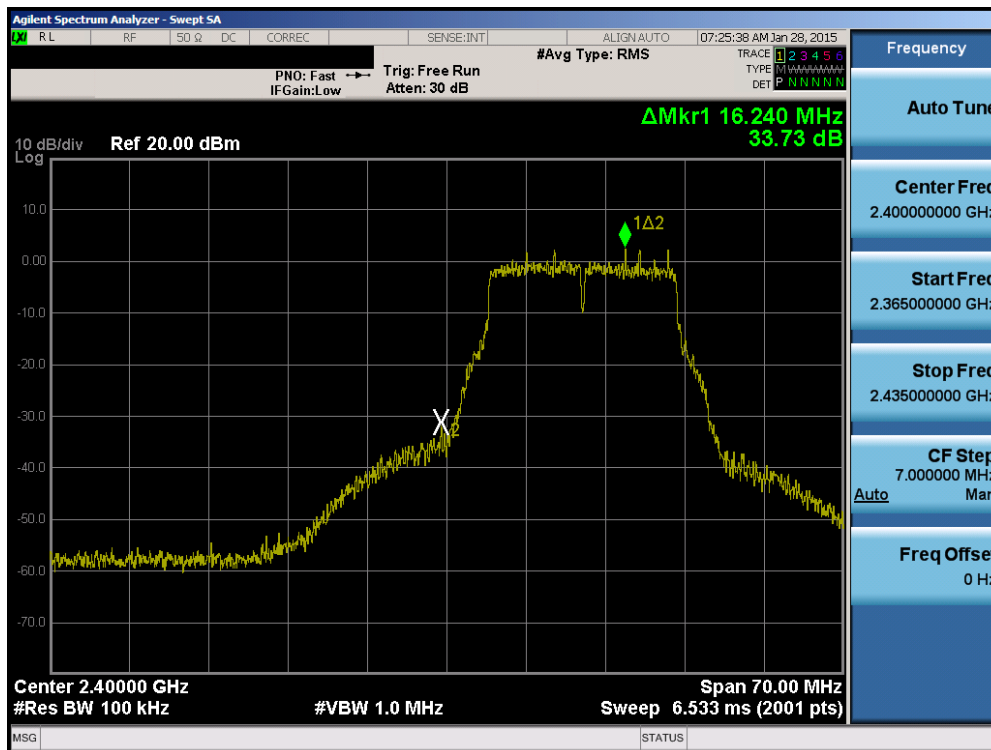 Agilent Spectrum Analyzer - Swept SA
LXI RL RF 50 Ω DC CORREC SENSE:INT ALIGN AUTO 07:25:38 AM Jan 28, 2015
#Avg Type: RMS TRACE 1 2 3 4 5 6
PNO: Fast Trig: Free Run TYPE M WWWWW
IFGain:Low Atten: 30 dB DET P N N N N N
ΔMkr1 16.240 MHz
33.73 dB
10 dB/div Ref 20.00 dBm
Log
10.0
1Δ2
0.00
-10.0
-20.0
-30.0
X2
-40.0
-50.0
-60.0
-70.0
Center 2.40000 GHz Span 70.00 MHz
#Res BW 100 kHz #VBW 1.0 MHz Sweep 6.533 ms (2001 pts)
MSG STATUS
Frequency
Auto Tune
Center Freq
2.400000000 GHz
Start Freq
2.365000000 GHz
Stop Freq
2.435000000 GHz
CF Step
7.000000 MHz
Auto Man
Freq Offset
0 Hz